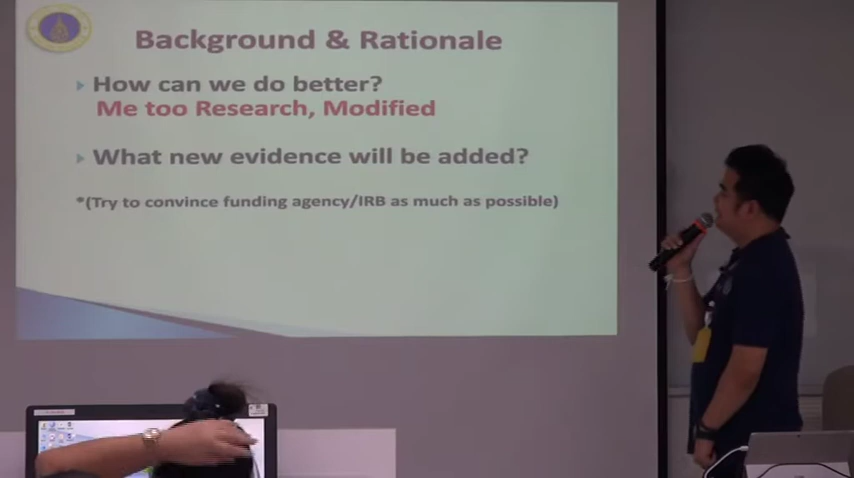 Background & Rationale
How can we do better?
Me too Research, Modified
What new evidence will be added?
*(Try to convince funding agency/IRB as much as possible)